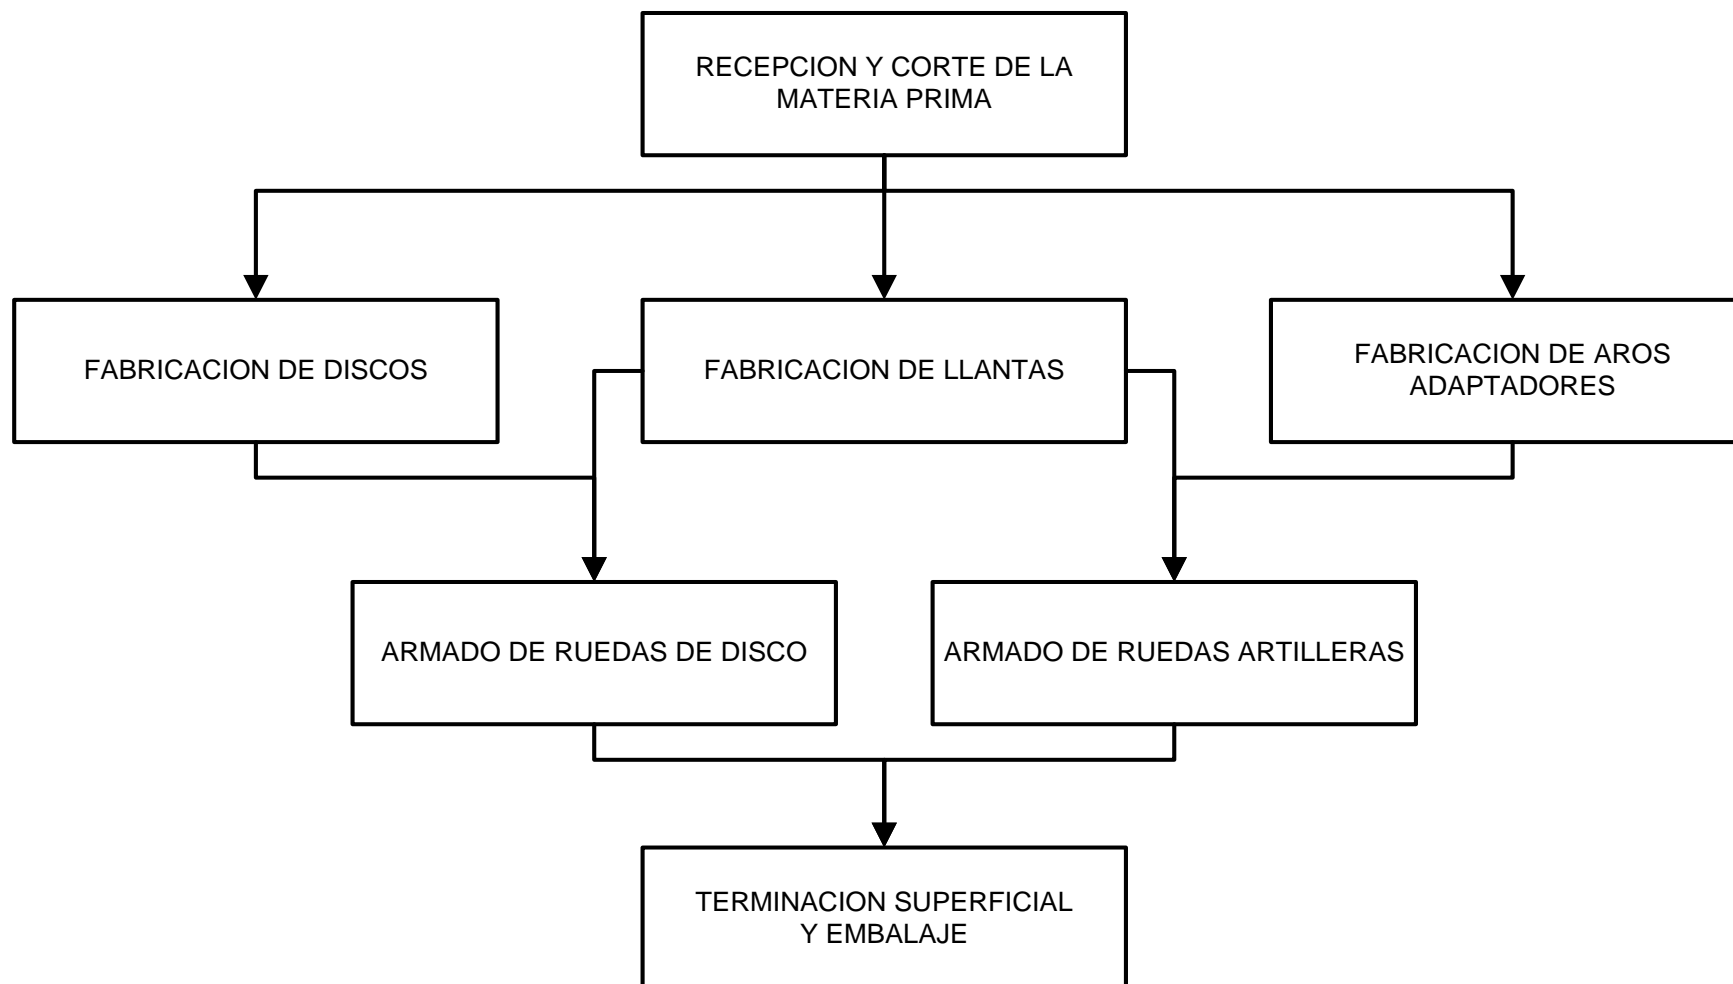 RECEPCION Y CORTE DE LA
MATERIA PRIMA
FABRICACION DE DISCOS
FABRICACION DE LLANTAS
FABRICACION DE AROS
ADAPTADORES
ARMADO DE RUEDAS DE DISCO
ARMADO DE RUEDAS ARTILLERAS
TERMINACION SUPERFICIAL
Y EMBALAJE